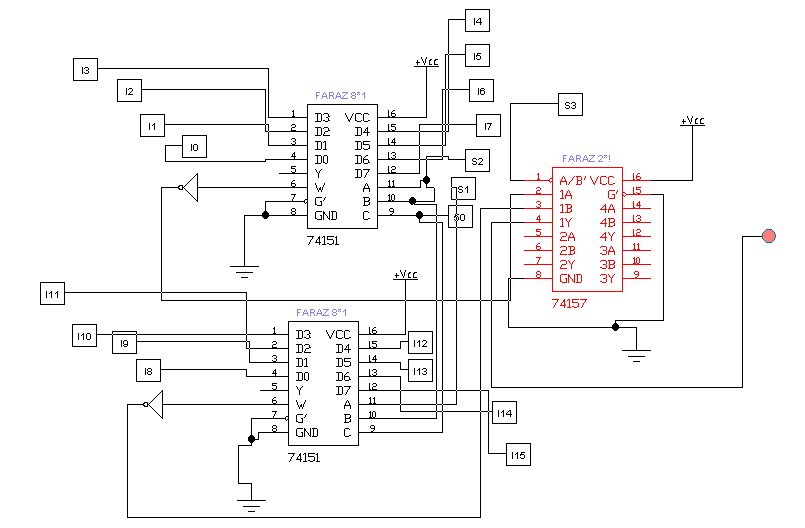 I4
I3
I5
+Vcc
I2
I6
FARAZ 8*1
S3
I1
1 D3 VCC 16
I7
+Vcc
2 D2 D4 15
I0
3 D1 D5 14
4 D0 D6 13
S2
FARAZ 2*!
5 Y D7 12
6 W A 11
S1
7 G' B 10
8 GND C 9
S0
74151
1 A/B' VCC 16
2 1A G' 15
3 1B 4A 14
4 1Y 4B 13
5 2A 4Y 12
6 2B 3A 11
7 2Y 3B 10
8 GND 3Y 9
74157
+Vcc
I11
FARAZ 8*1
I10
1 D3 VCC 16
I9
2 D2 D4 15
I12
3 D1 D5 14
I8
4 D0 D6 13
I13
5 Y D7 12
6 W A 11
7 G' B 10
I14
8 GND C 9
74151
I15